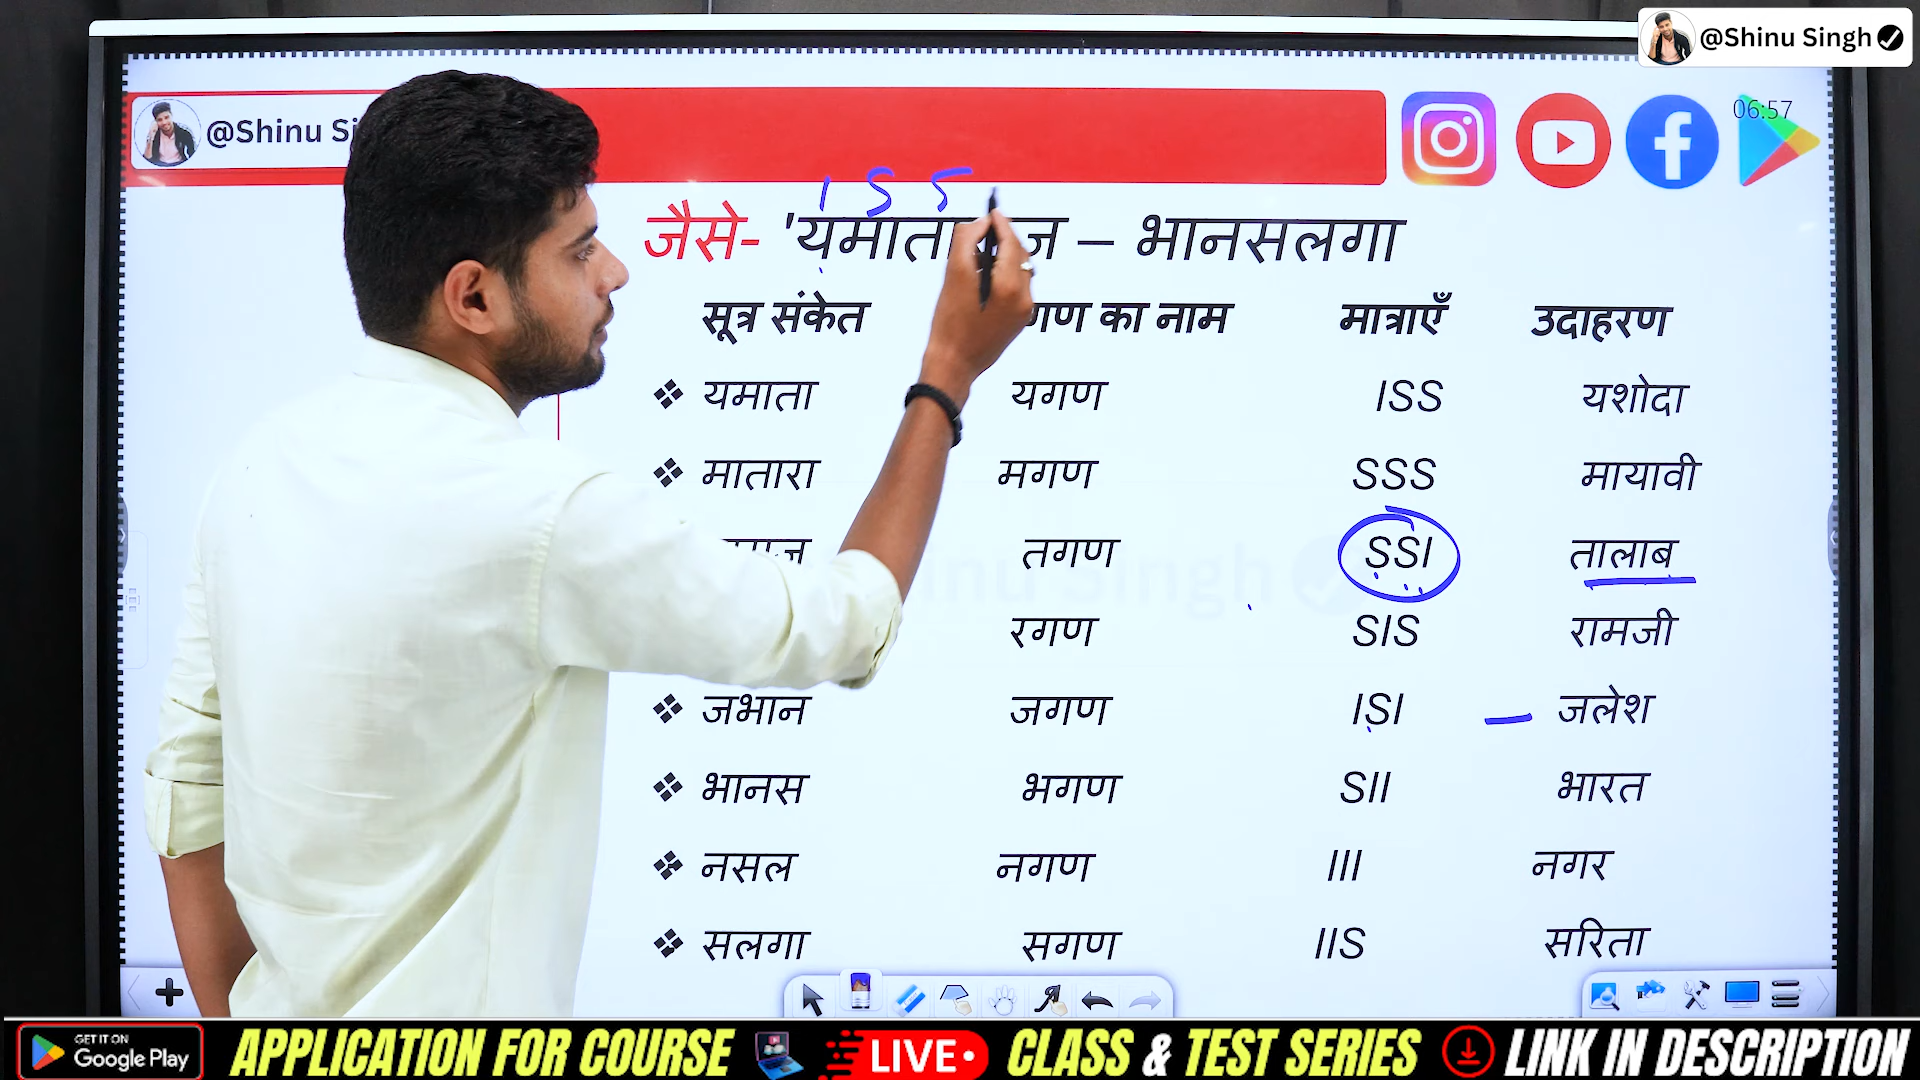 @Shinu Singh
@Shinu
06:57
I S S
जैसे- 'यमाता ज – भानसलगा
सूत्र संकेत गण का नाम मात्राएँ उदाहरण
❖ यमाता यगण ISS यशोदा
❖ मातारा मगण SSS मायावी
तगण SSI तालाब
रगण SIS रामजी
❖ जभान जगण ISI – जलेश
❖ भानस भगण SII भारत
❖ नसल नगण III नगर
❖ सलगा सगण IIS सरिता
GET IT ON
Google Play
APPLICATION FOR COURSE LIVE CLASS & TEST SERIES LINK IN DESCRIPTION